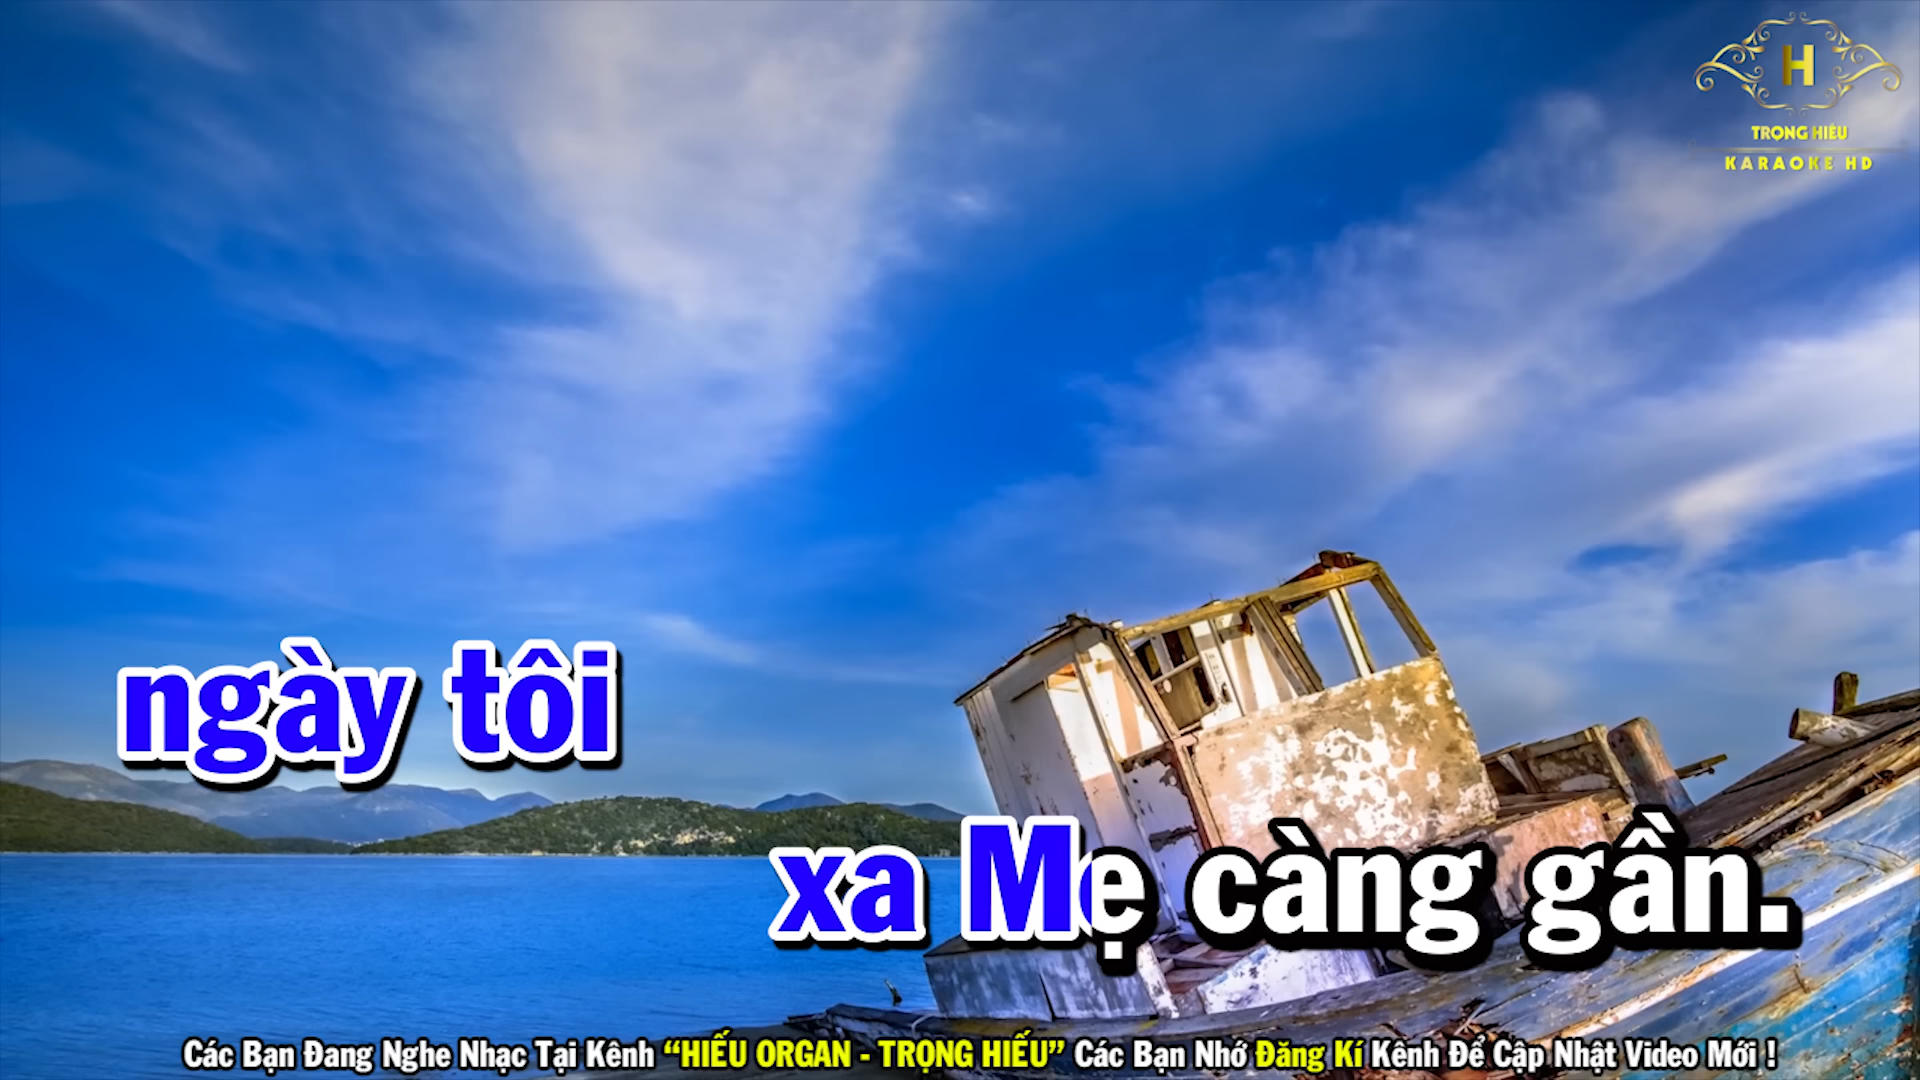 H
TRỌNG HIẾU
KARAOKE HD
ngày tôi
xa Mẹ càng gần.
Các Bạn Đang Nghe Nhạc Tại Kênh “HIẾU ORGAN - TRỌNG HIẾU” Các Bạn Nhớ Đăng Kí Kênh Để Cập Nhật Video Mới !